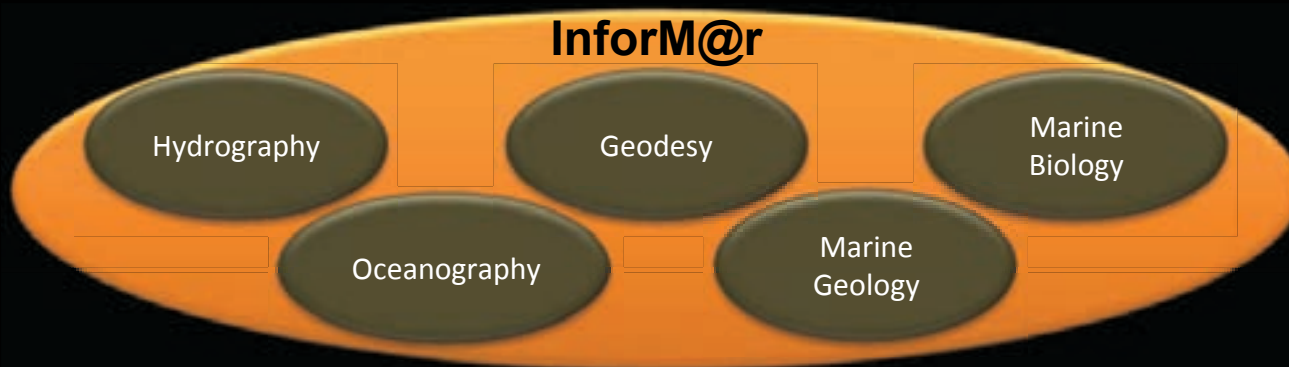 InforM@r
Hydrography
Geodesy
Marine
Biology
Oceanography
Marine
Geology